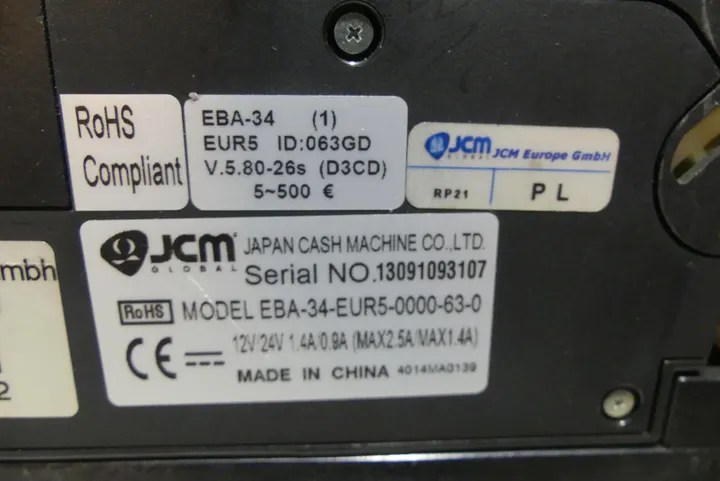 RoHS
Compliant
EBA-34 (1)
EUR5 ID:063GD
V.5.80-26s (D3CD)
5~500 €
JCM
GLOBAL
JCM Europe GmbH
RP21
P L
mbh
2
JCM
GLOBAL
JAPAN CASH MACHINE CO.,LTD.
Serial NO.13091093107
RoHS MODEL EBA-34-EUR5-0000-63-0
CE 12V/24V 1.4A/0.9A (MAX2.5A/MAX1.4A)
MADE IN CHINA 4014MA0139